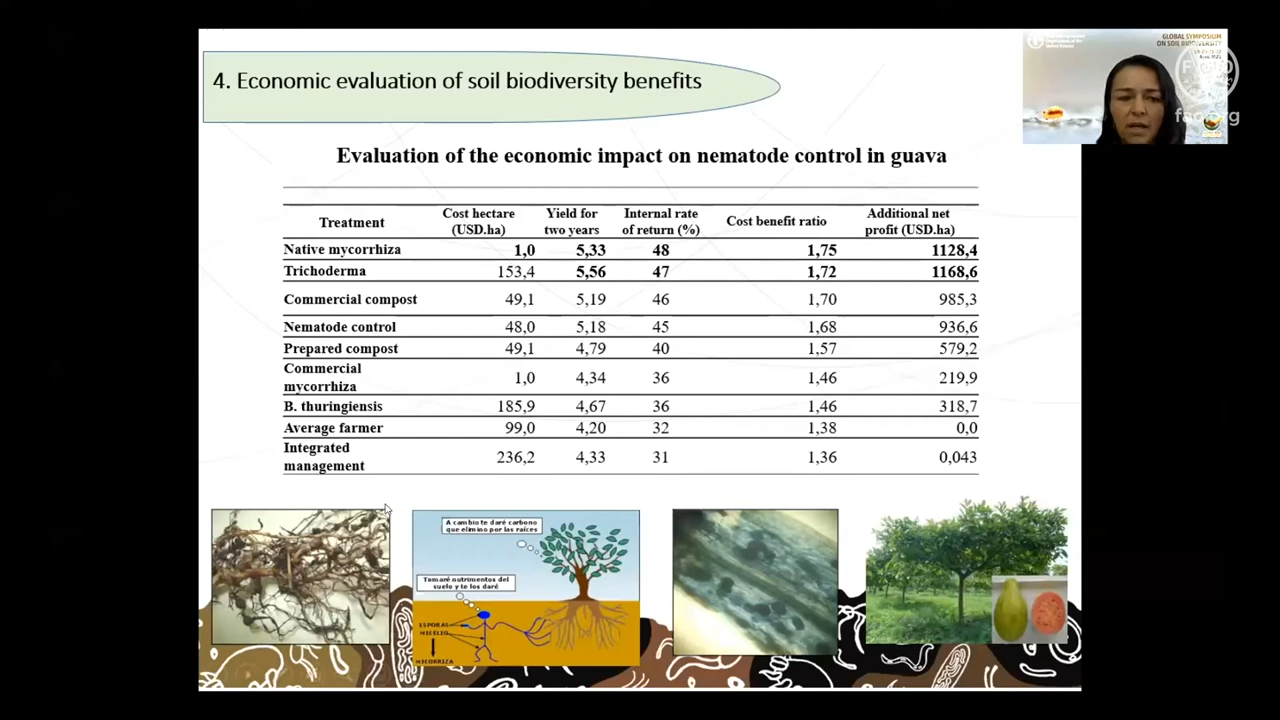 4. Economic evaluation of soil biodiversity benefits
GLOBAL SYMPOSIUM
ON SOIL BIODIVERSITY
fao.org
Evaluation of the economic impact on nematode control in guava
Treatment Cost hectare (USD.ha) Yield for two years Internal rate of return (%) Cost benefit ratio Additional net profit (USD.ha)
Native mycorrhiza 1,0 5,33 48 1,75 1128,4
Trichoderma 153,4 5,56 47 1,72 1168,6
Commercial compost 49,1 5,19 46 1,70 985,3
Nematode control 48,0 5,18 45 1,68 936,6
Prepared compost 49,1 4,79 40 1,57 579,2
Commercial mycorrhiza 1,0 4,34 36 1,46 219,9
B. thuringiensis 185,9 4,67 36 1,46 318,7
Average farmer 99,0 4,20 32 1,38 0,0
Integrated management 236,2 4,33 31 1,36 0,043
A cambio te daré carbono
que elimino por las raíces
Tomaré nutrimentos del
suelo y te los daré
ESPORAS
MICELIO
MICORRIZA